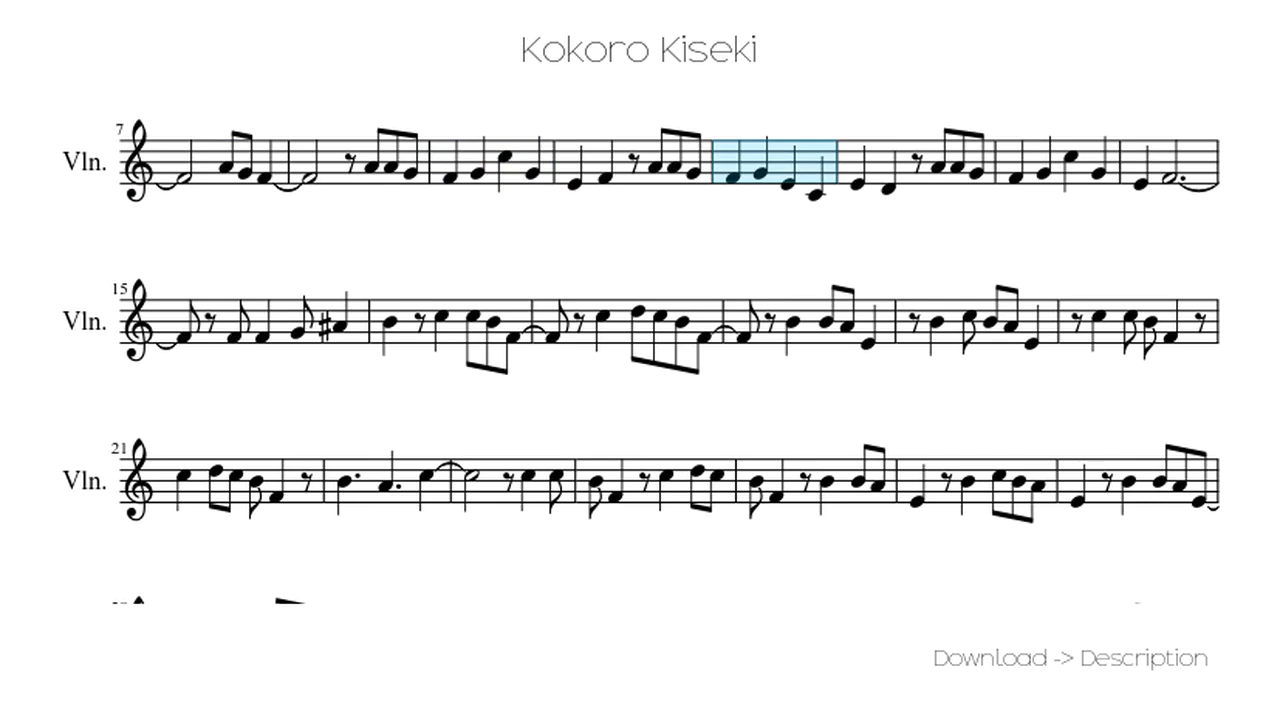 Kokoro Kiseki
7
Vln.
15
Vln.
21
Vln.
Download -> Description